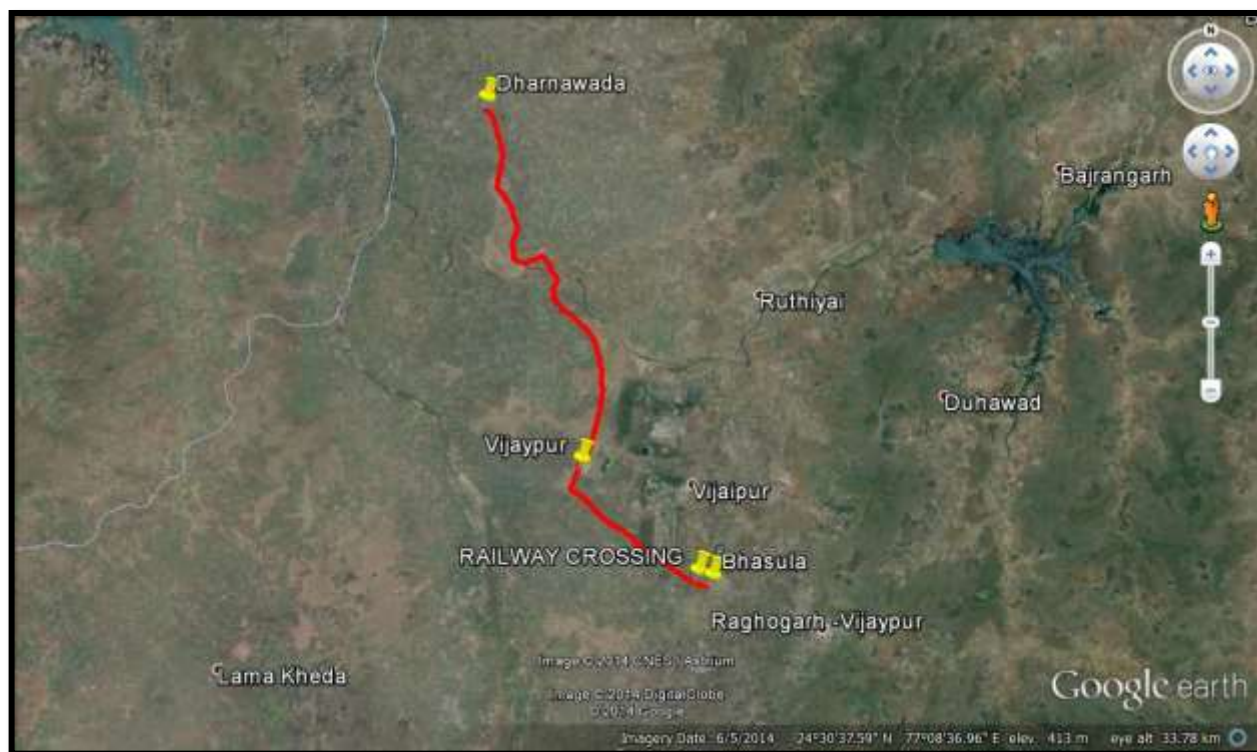 N
Dharnawada
Bajrangarh
Ruthiyai
Duhawad
Vijaypur
Vijaipur
RAILWAY CROSSING
Bhasula
Raghogarh -Vijaypur
Lama Kheda
Image © 2014 CNES / Astrium
Image © 2014 DigitalGlobe
© 2014 Google
Google earth
Imagery Date: 6/5/2014 24°30'37.59" N 77°08'36.96" E elev 413 m eye alt 33.78 km